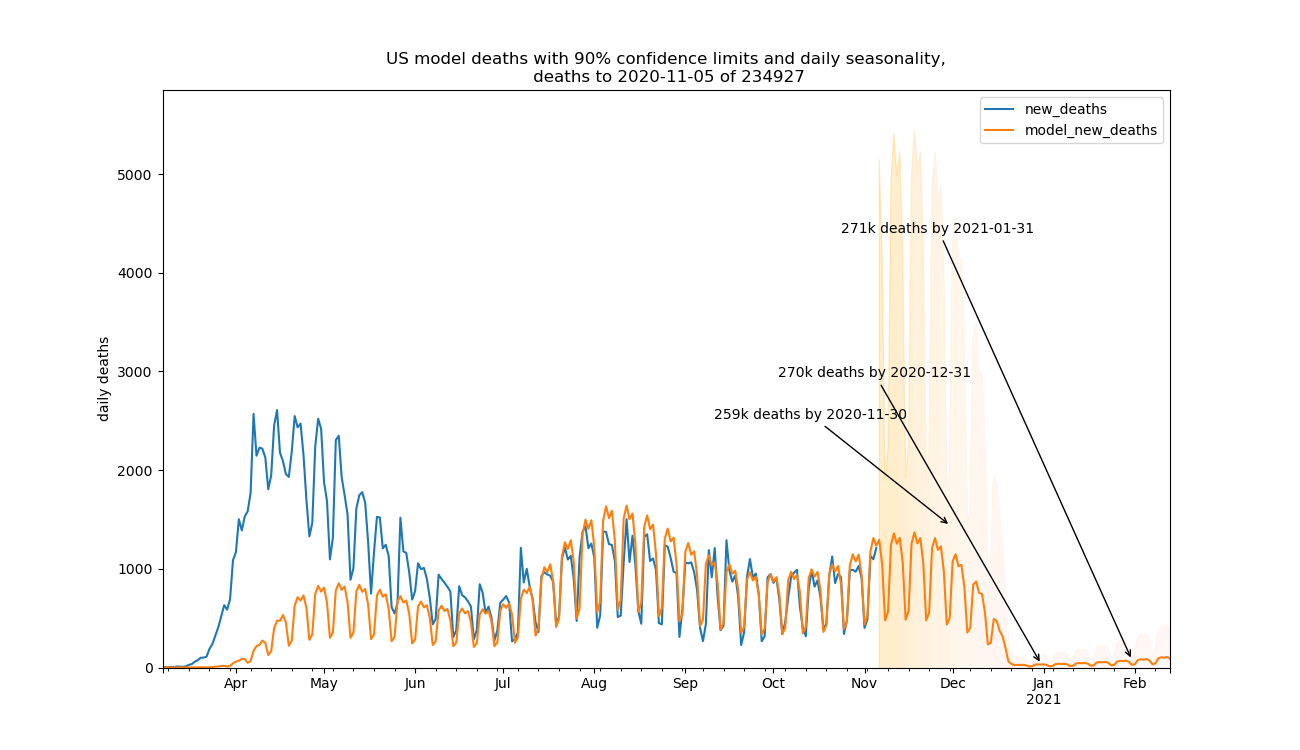 US model deaths with 90% confidence limits and daily seasonality,
deaths to 2020-11-05 of 234927
new_deaths
model_new_deaths
5000
4000
3000
2000
1000
0
daily deaths
271k deaths by 2021-01-31
270k deaths by 2020-12-31
259k deaths by 2020-11-30
Apr May Jun Jul Aug Sep Oct Nov Dec Jan Feb
2021